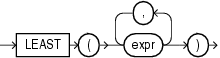 ,
LEAST ( expr )